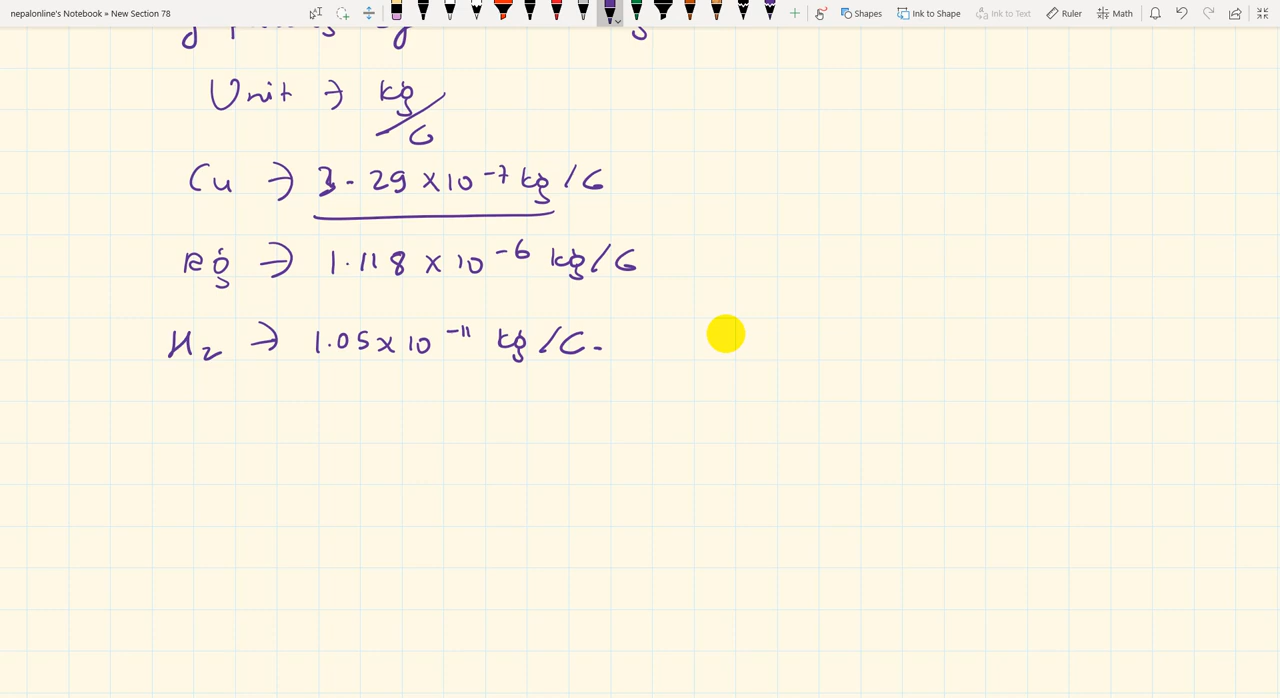 nepalonline's Notebook » New Section 78
Shapes Ink to Shape Ink to Text Ruler Math
Unit → kg/C
Cu → 3.29 × 10⁻⁷ kg/C
Ag → 1.118 × 10⁻⁶ kg/C
H₂ → 1.05 × 10⁻¹¹ kg/C.